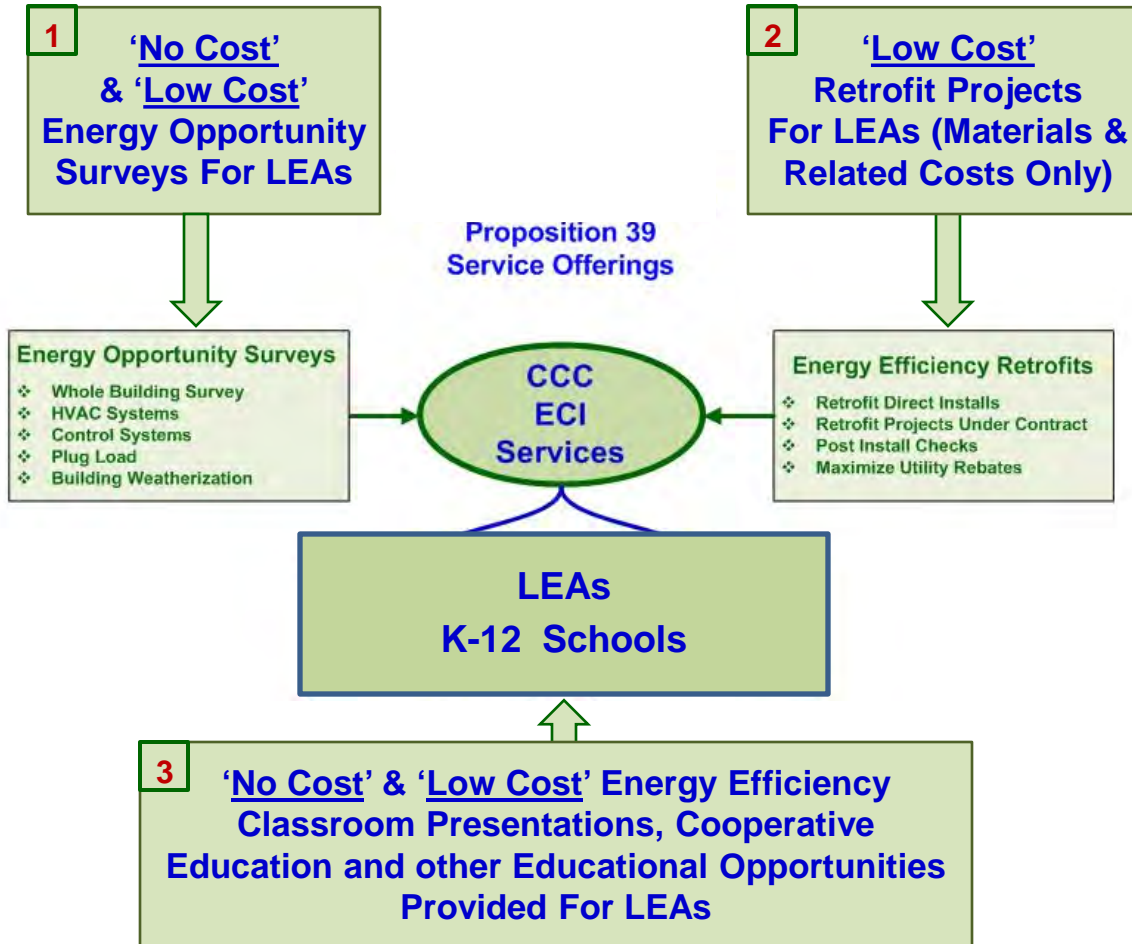 1
‘No Cost’
& ‘Low Cost’
Energy Opportunity
Surveys For LEAs
2
‘Low Cost’
Retrofit Projects
For LEAs (Materials &
Related Costs Only)
Proposition 39
Service Offerings
Energy Opportunity Surveys
❖ Whole Building Survey
❖ HVAC Systems
❖ Control Systems
❖ Plug Load
❖ Building Weatherization
CCC
ECI
Services
Energy Efficiency Retrofits
❖ Retrofit Direct Installs
❖ Retrofit Projects Under Contract
❖ Post Install Checks
❖ Maximize Utility Rebates
LEAs
K-12 Schools
3
‘No Cost’ & ‘Low Cost’ Energy Efficiency
Classroom Presentations, Cooperative
Education and other Educational Opportunities
Provided For LEAs